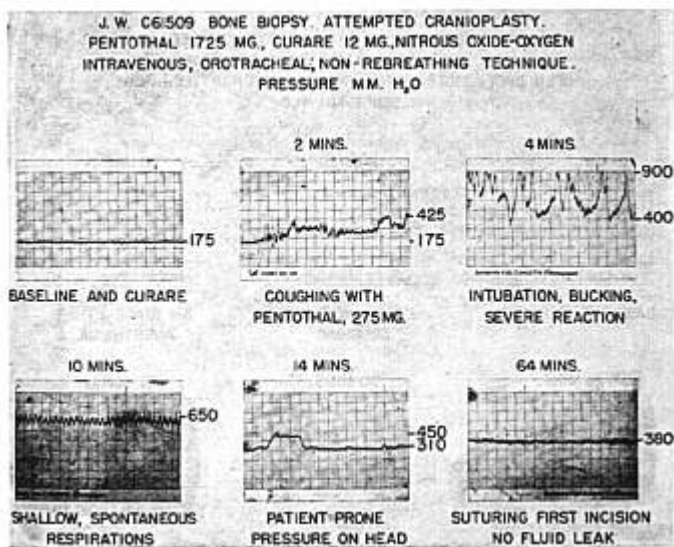 J. W. C61509 BONE BIOPSY. ATTEMPTED CRANIOPLASTY.
PENTOTHAL 1725 MG., CURARE 12 MG., NITROUS OXIDE-OXYGEN
INTRAVENOUS, OROTRACHEAL; NON-REBREATHING TECHNIQUE.
PRESSURE MM. H₂O
2 MINS.
4 MINS.
175
425
175
900
400
BASELINE AND CURARE
COUGHING WITH
PENTOTHAL, 275 MG.
INTUBATION, BUCKING,
SEVERE REACTION
10 MINS.
14 MINS.
64 MINS.
650
450
310
380
SHALLOW, SPONTANEOUS
RESPIRATIONS
PATIENT PRONE
PRESSURE ON HEAD
SUTURING FIRST INCISION
NO FLUID LEAK